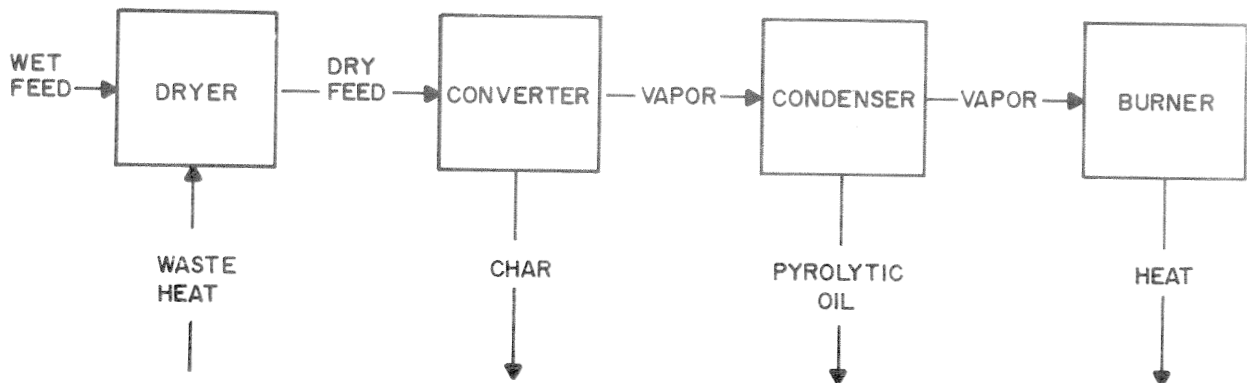 WET
FEED
DRYER
DRY
FEED
CONVERTER
VAPOR
CONDENSER
VAPOR
BURNER
WASTE
HEAT
CHAR
PYROLYTIC
OIL
HEAT